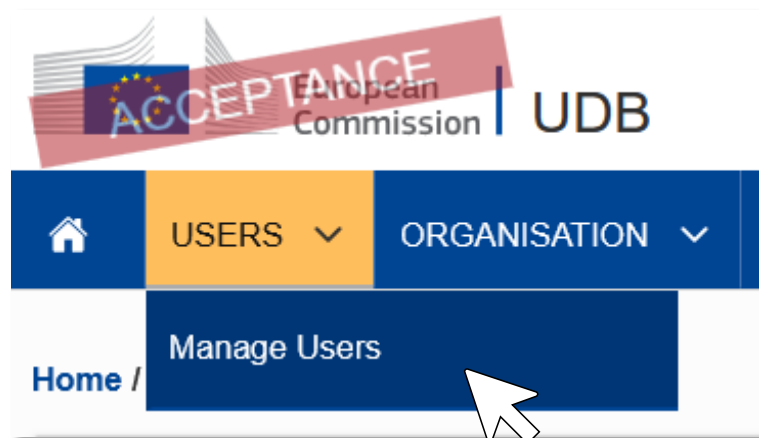 ACCEPTANCE
European
Commission
UDB
USERS
ORGANISATION
Manage Users
Home /